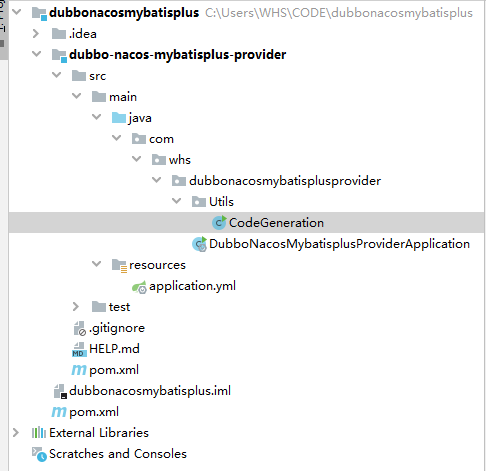 dubbonacosmybatisplus C:\Users\WHS\CODE\dubbonacosmybatisplus
.idea
dubbo-nacos-mybatisplus-provider
src
main
java
com
whs
dubbonacosmybatisplusprovider
Utils
CodeGeneration
DubboNacosMybatisplusProviderApplication
resources
application.yml
test
.gitignore
HELP.md
pom.xml
dubbonacosmybatisplus.iml
pom.xml
External Libraries
Scratches and Consoles